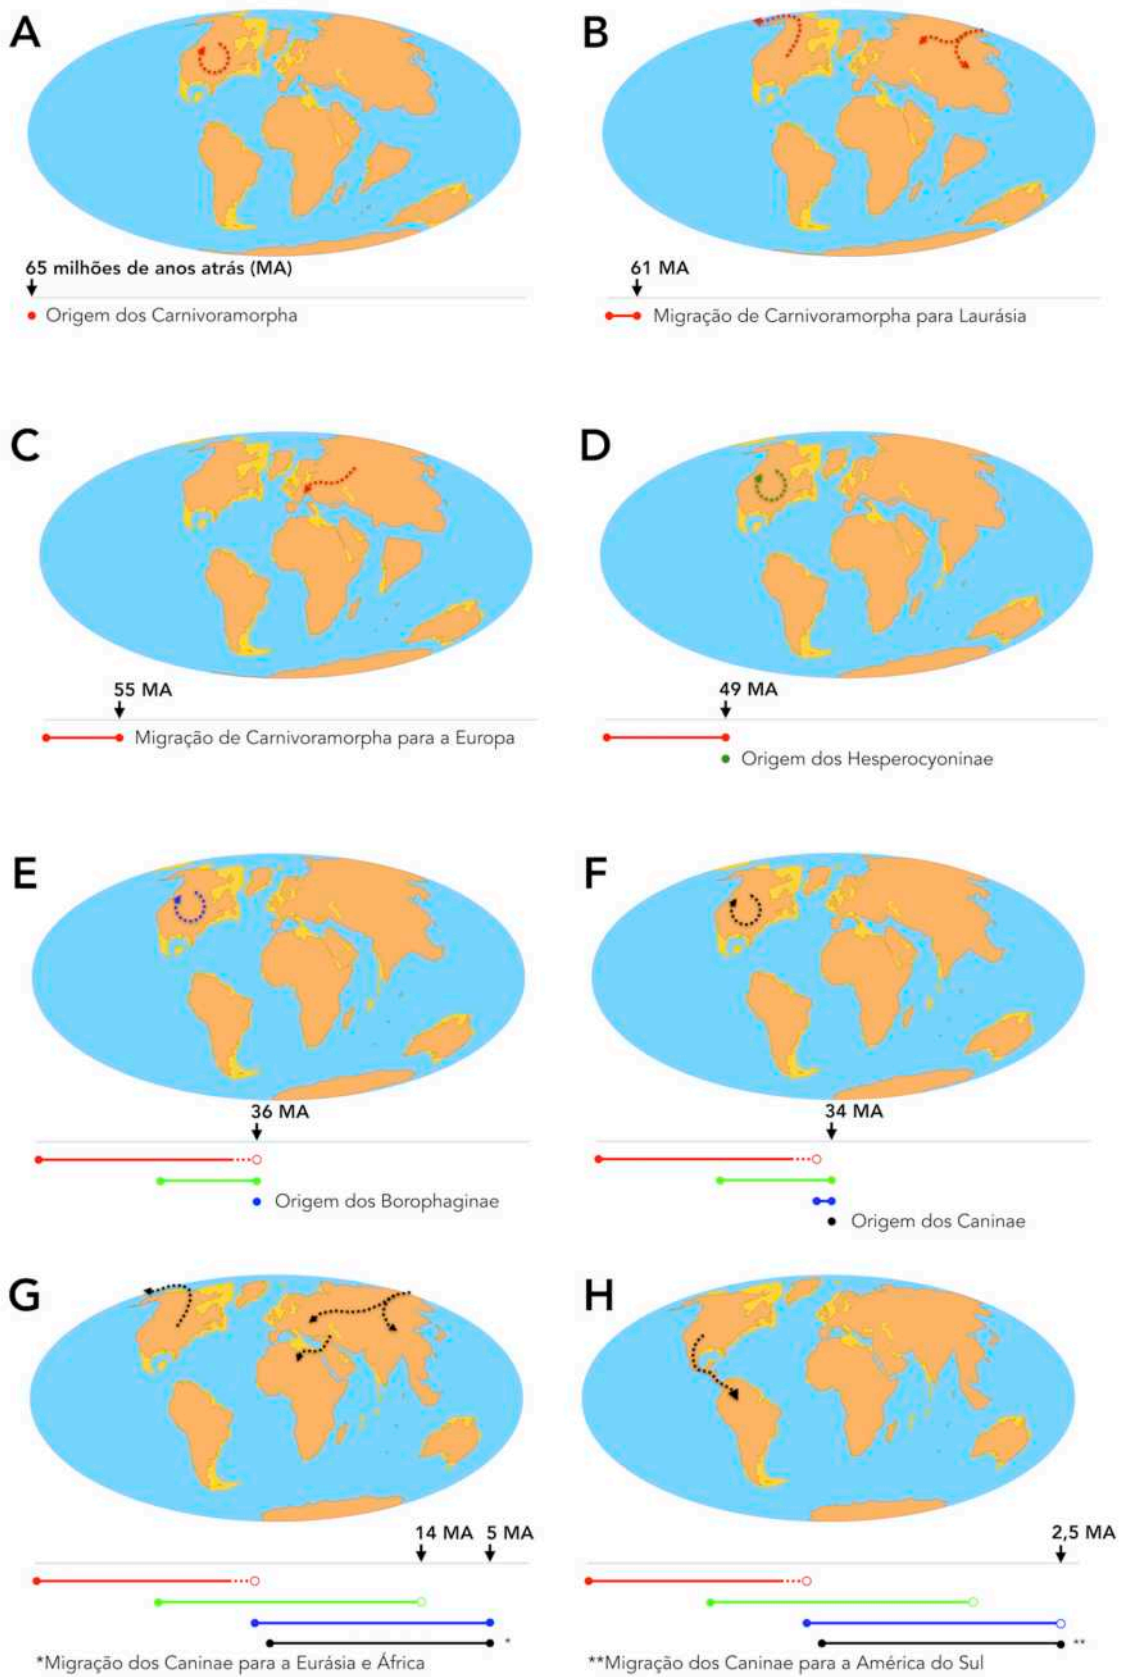 A
B
65 milhões de anos atrás (MA)
61 MA
Origem dos Carnivoramorpha
Migração de Carnivoramorpha para Laurásia
C
D
55 MA
49 MA
Migração de Carnivoramorpha para a Europa
Origem dos Hesperocyoninae
E
F
36 MA
34 MA
Origem dos Borophaginae
Origem dos Caninae
G
H
14 MA 5 MA
2,5 MA
*
**
*Migração dos Caninae para a Eurásia e África
**Migração dos Caninae para a América do Sul